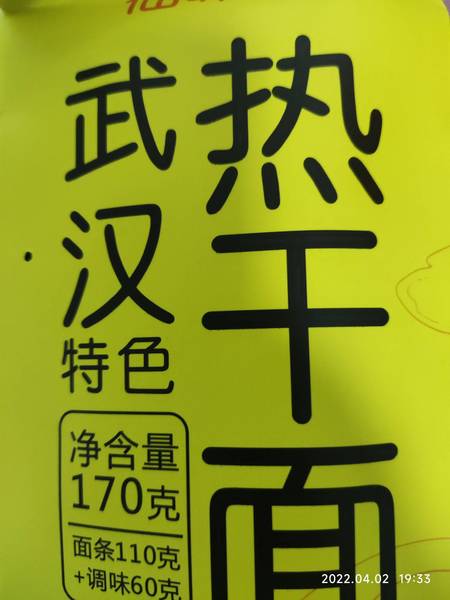 热干面
武汉
特色
净含量
170克
面条110克
+调味60克
2022.04.02 19:33